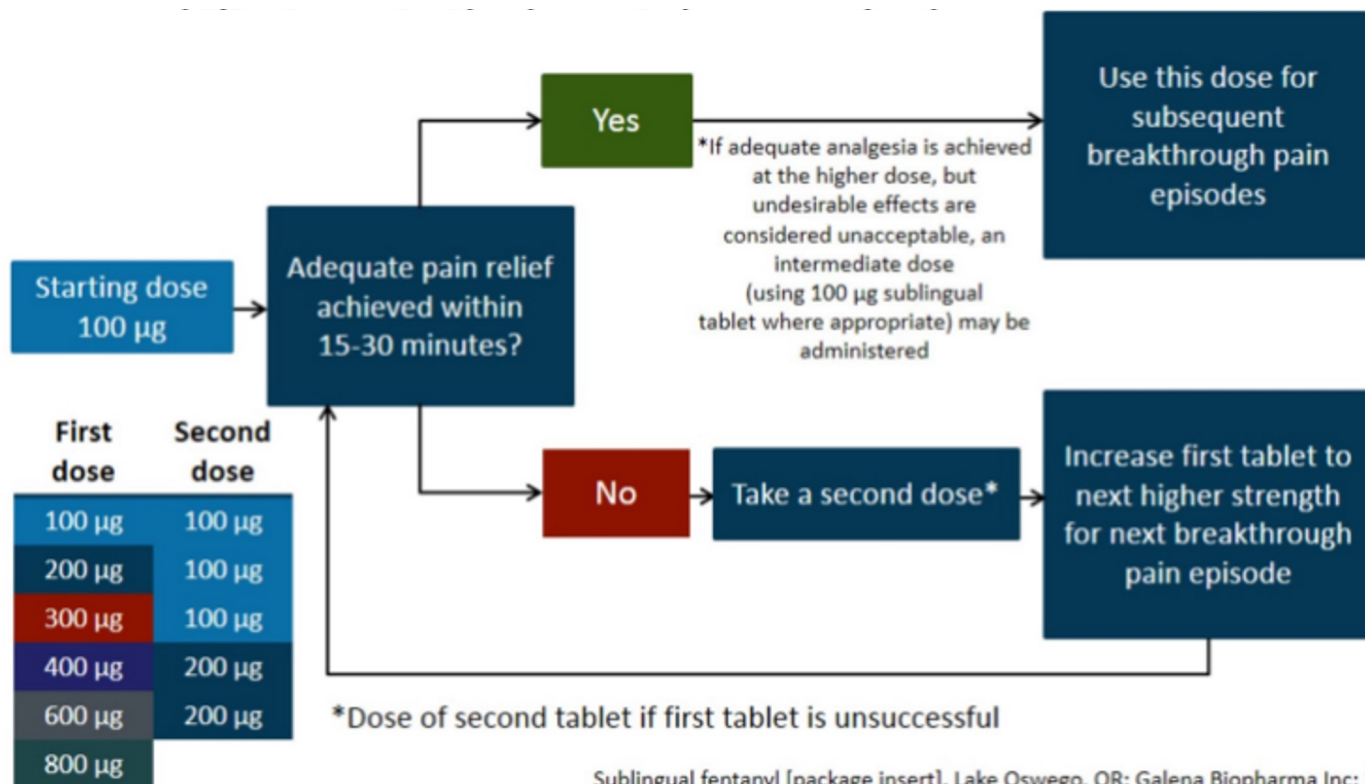 Yes
Use this dose for
subsequent
breakthrough pain
episodes
*If adequate analgesia is achieved
at the higher dose, but
undesirable effects are
considered unacceptable, an
intermediate dose
(using 100 µg sublingual
tablet where appropriate) may be
administered
Starting dose
100 µg
Adequate pain relief
achieved within
15-30 minutes?
No
Take a second dose*
Increase first tablet to
next higher strength
for next breakthrough
pain episode
First
dose
Second
dose
100 µg 100 µg
200 µg 100 µg
300 µg 100 µg
400 µg 200 µg
600 µg 200 µg
800 µg
*Dose of second tablet if first tablet is unsuccessful
Sublingual fentanyl [package insert]. Lake Oswego, OR: Galena Biopharma Inc;